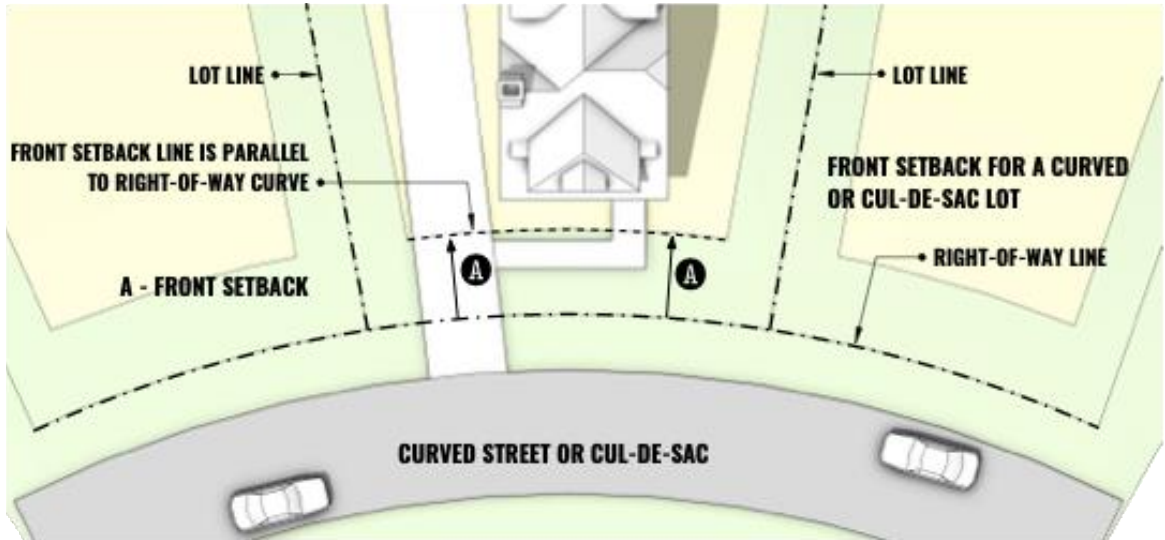 LOT LINE
LOT LINE
FRONT SETBACK LINE IS PARALLEL
TO RIGHT-OF-WAY CURVE
FRONT SETBACK FOR A CURVED
OR CUL-DE-SAC LOT
RIGHT-OF-WAY LINE
A
A
A - FRONT SETBACK
CURVED STREET OR CUL-DE-SAC